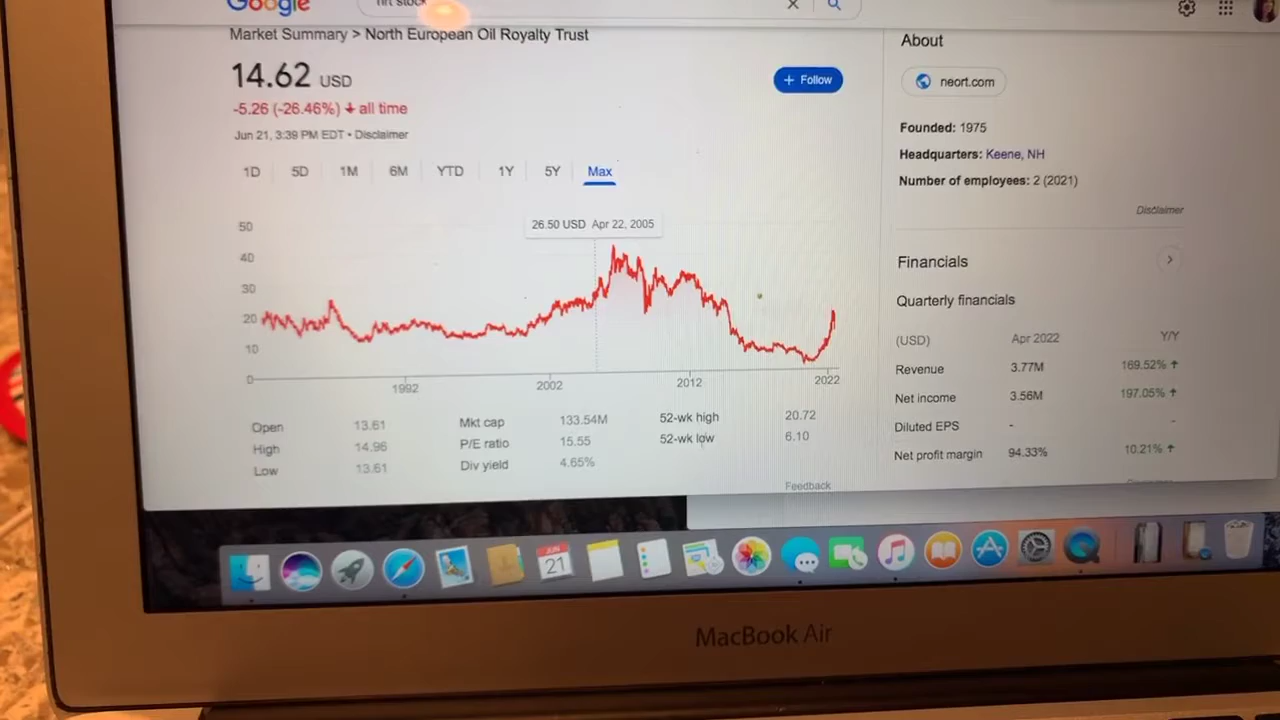 Google
nrt stock
Market Summary > North European Oil Royalty Trust
14.62 USD
+ Follow
-5.26 (-26.46%) all time
Jun 21, 3:39 PM EDT • Disclaimer
1D 5D 1M 6M YTD 1Y 5Y Max
26.50 USD Apr 22, 2005
50
40
30
20
10
0
1992 2002 2012 2022
Open 13.61 Mkt cap 133.54M 52-wk high 20.72
High 14.96 P/E ratio 15.55 52-wk low 6.10
Low 13.61 Div yield 4.65%
Feedback
About
neort.com
Founded: 1975
Headquarters: Keene, NH
Number of employees: 2 (2021)
Disclaimer
Financials
Quarterly financials
(USD) Apr 2022 Y/Y
Revenue 3.77M 169.52%
Net income 3.56M 197.05%
Diluted EPS - -
Net profit margin 94.33% 10.21%
JUN
21
MacBook Air